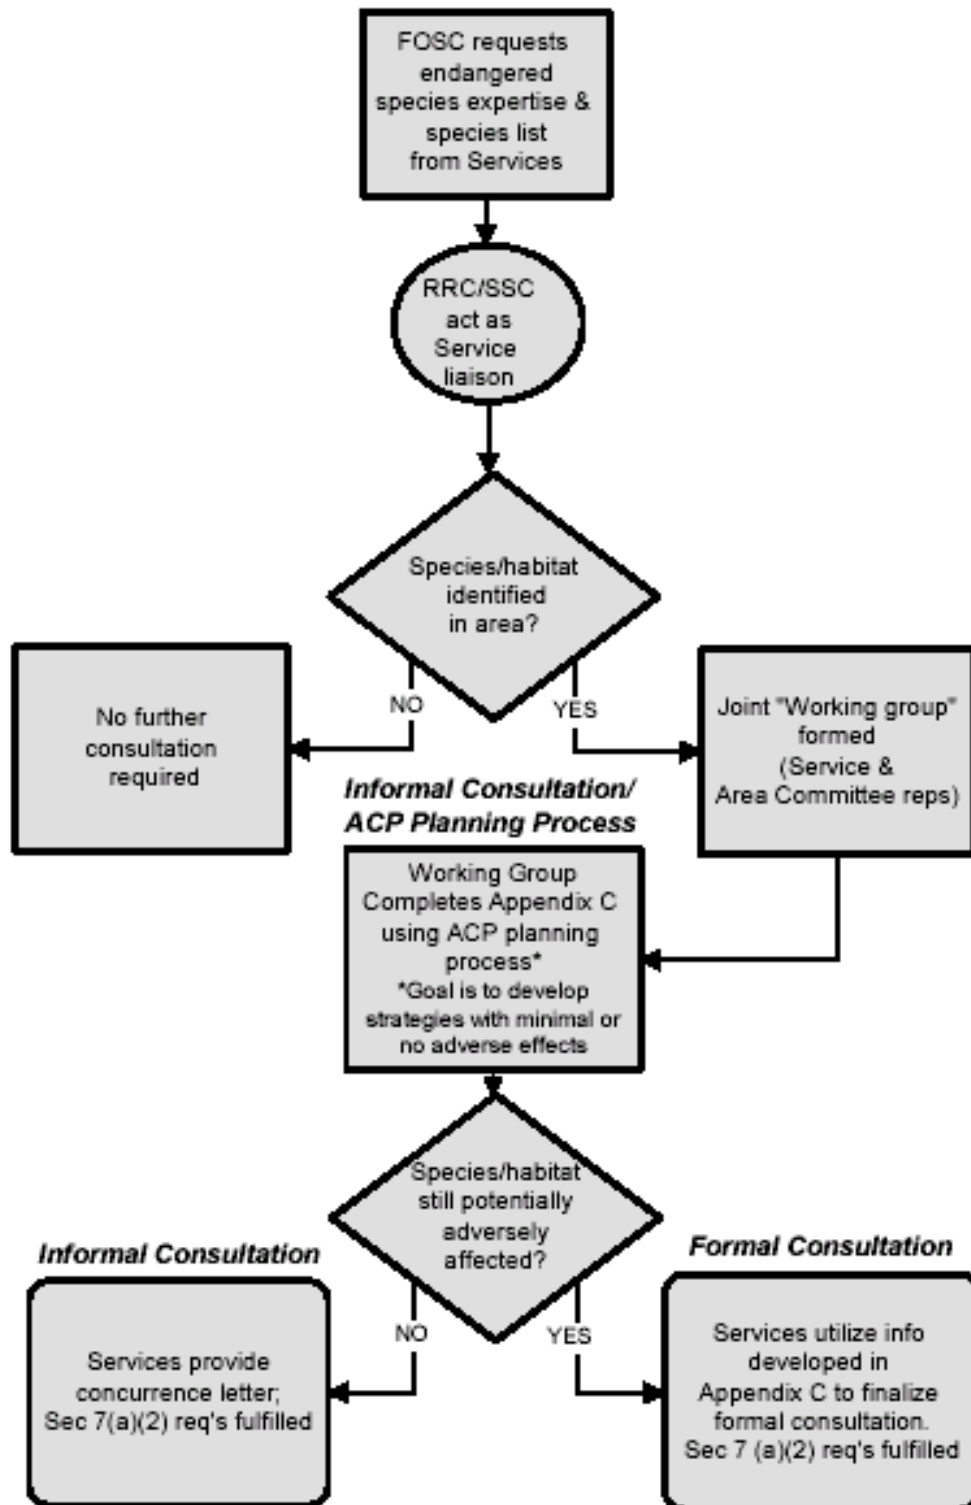 FOSC requests
endangered
species expertise &
species list
from Services
RRC/SSC
act as
Service
liaison
Species/habitat
identified
in area?
NO
YES
No further
consultation
required
Joint "Working group"
formed
(Service &
Area Committee reps)
Informal Consultation/
ACP Planning Process
Working Group
Completes Appendix C
using ACP planning
process*
*Goal is to develop
strategies with minimal or
no adverse effects
Species/habitat
still potentially
adversely
affected?
NO
YES
Informal Consultation
Services provide
concurrence letter;
Sec 7(a)(2) req's fulfilled
Formal Consultation
Services utilize info
developed in
Appendix C to finalize
formal consultation.
Sec 7 (a)(2) req's fulfilled